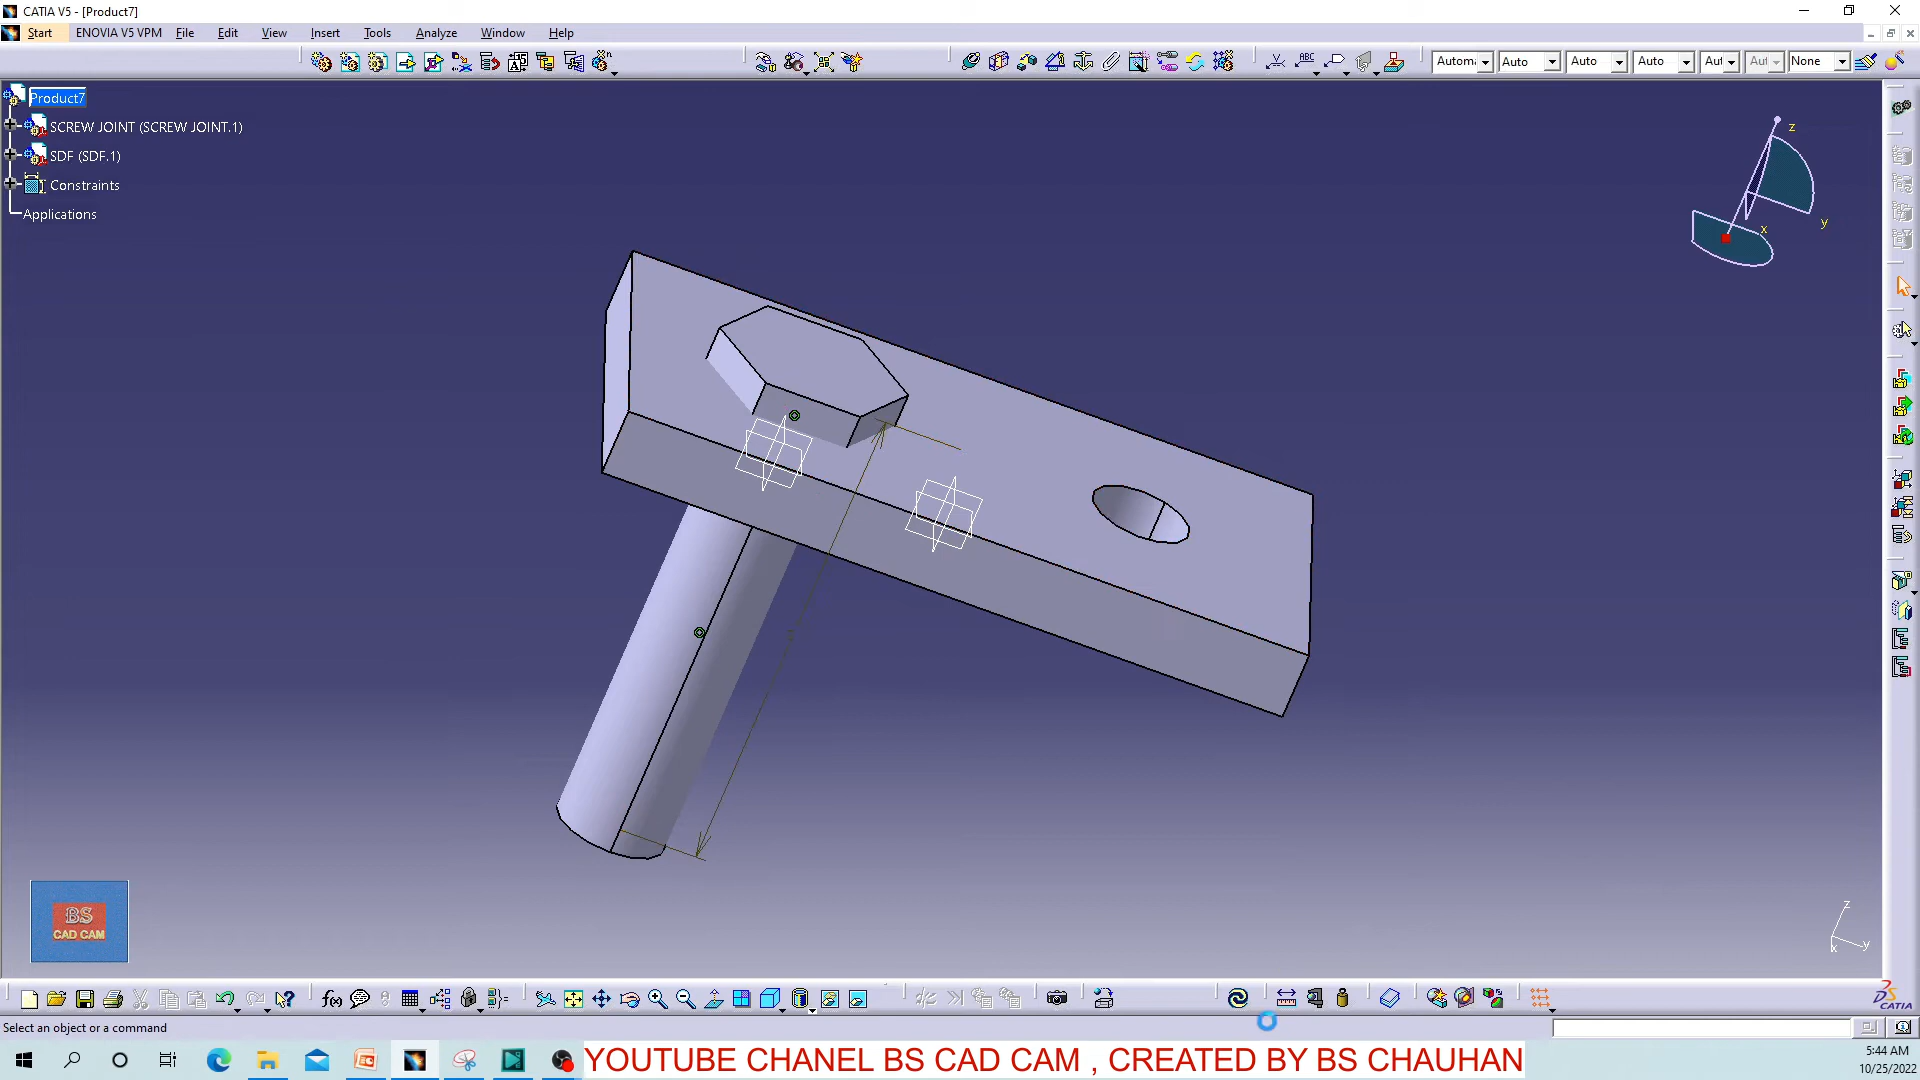 CATIA V5 - [Product7]
Start ENOVIA V5 VPM File Edit View Insert Tools Analyze Window Help
Auto Auto Auto None
Product7
SCREW JOINT (SCREW JOINT.1)
SDF (SDF.1)
Constraints
Applications
z
y
x
BS
CAD CAM
z
y
x
CATIA
Select an object or a command
YOUTUBE CHANEL BS CAD CAM , CREATED BY BS CHAUHAN
5:44 AM
10/25/2022